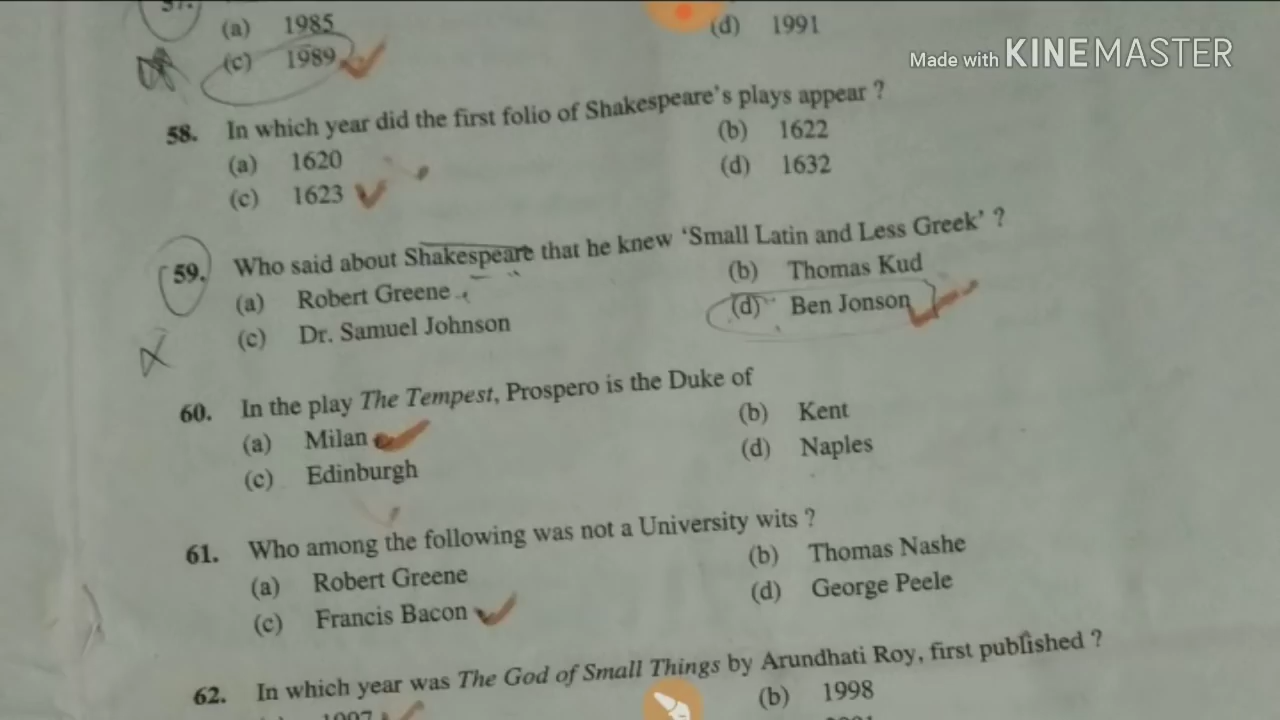 (a) 1985
(d) 1991
(c) 1989
Made with KINEMASTER
58. In which year did the first folio of Shakespeare's plays appear ?
(a) 1620
(b) 1622
(c) 1623
(d) 1632
59. Who said about Shakespeare that he knew 'Small Latin and Less Greek' ?
(a) Robert Greene
(b) Thomas Kud
(c) Dr. Samuel Johnson
(d) Ben Jonson
60. In the play The Tempest, Prospero is the Duke of
(a) Milan
(b) Kent
(c) Edinburgh
(d) Naples
61. Who among the following was not a University wits ?
(a) Robert Greene
(b) Thomas Nashe
(c) Francis Bacon
(d) George Peele
62. In which year was The God of Small Things by Arundhati Roy, first published ?
(b) 1998